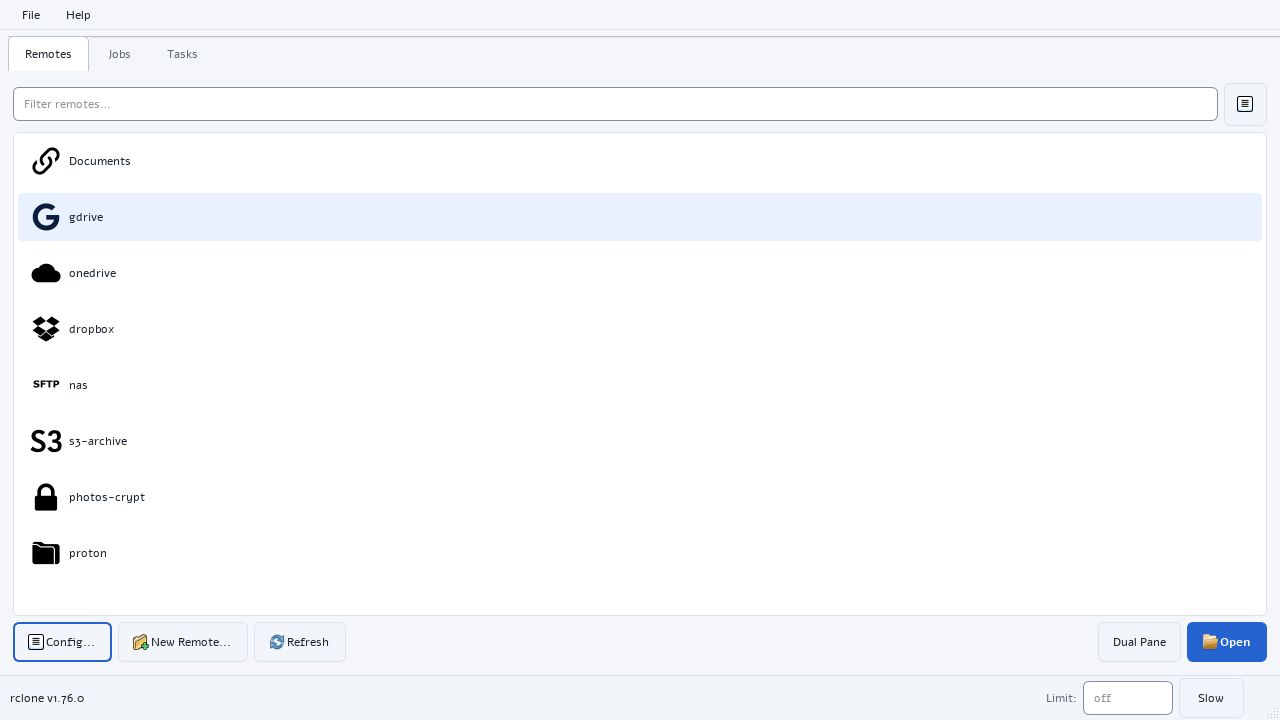 File Help
Remotes Jobs Tasks
Filter remotes...
Documents
gdrive
onedrive
dropbox
SFTP nas
S3 s3-archive
photos-crypt
proton
Config... New Remote... Refresh Dual Pane Open
rclone v1.76.0 Limit: off Slow